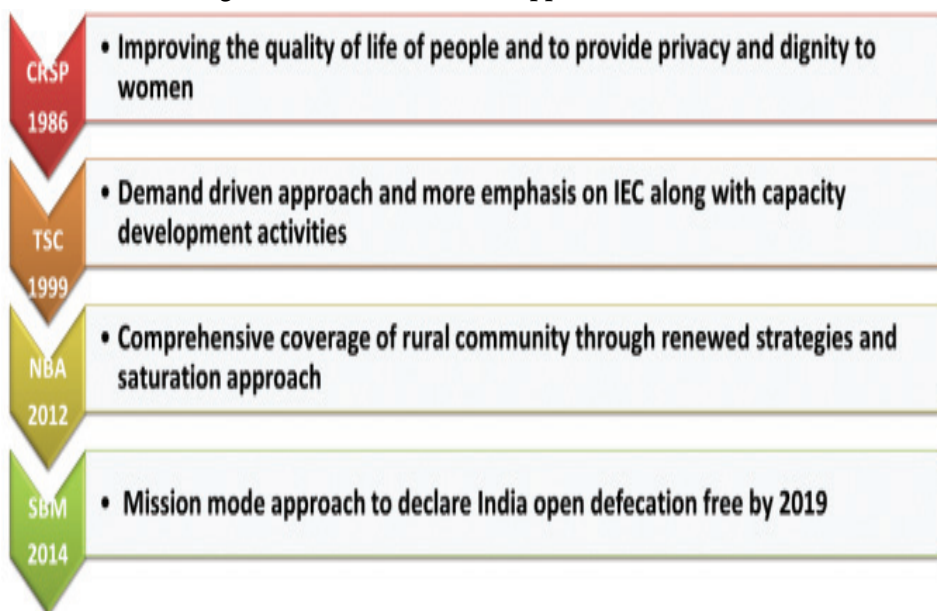 CRSP
1986
• Improving the quality of life of people and to provide privacy and dignity to
women
TSC
1999
• Demand driven approach and more emphasis on IEC along with capacity
development activities
NBA
2012
• Comprehensive coverage of rural community through renewed strategies and
saturation approach
SBM
2014
• Mission mode approach to declare India open defecation free by 2019